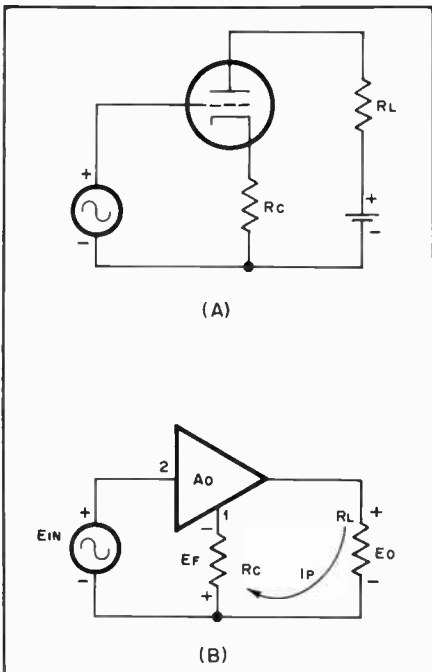 +
-
RL
RC
+
-
(A)
2
AO
1
EIN
+
-
-
EF
+
RC
IP
RL
+
EO
-
(B)